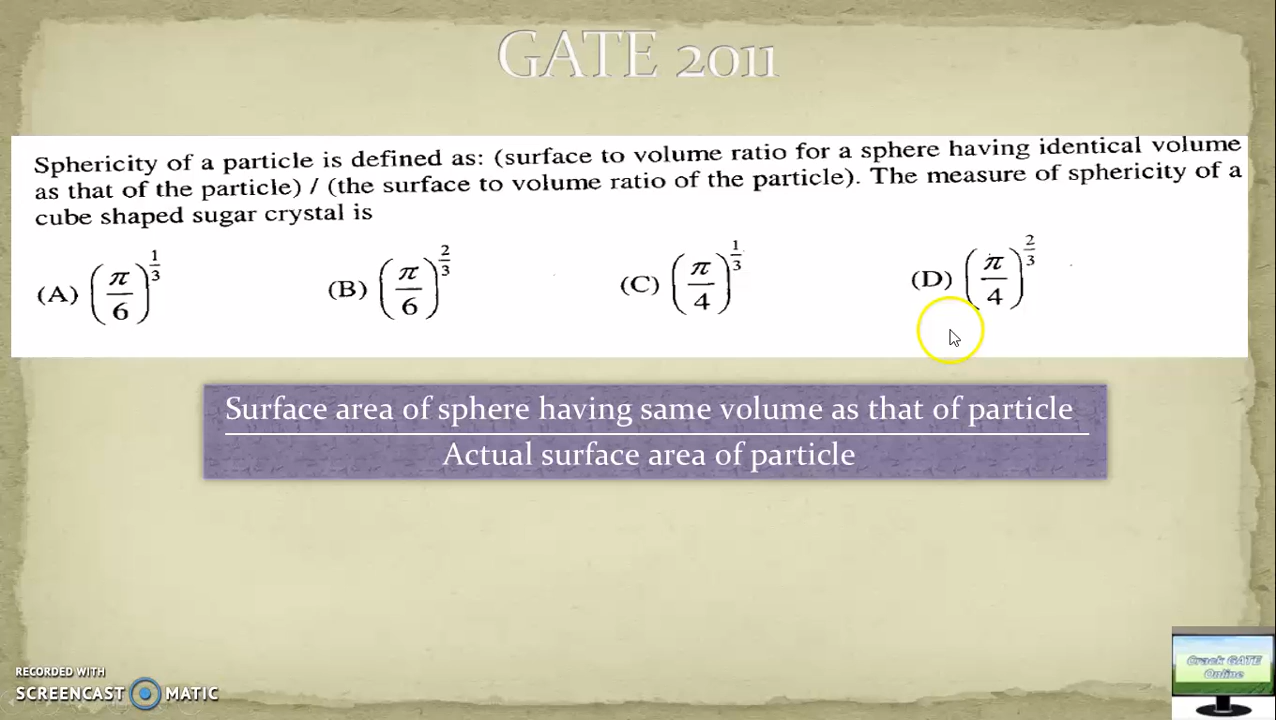 GATE 2011
Sphericity of a particle is defined as: (surface to volume ratio for a sphere having identical volume
as that of the particle) / (the surface to volume ratio of the particle). The measure of sphericity of a
cube shaped sugar crystal is
(A) (π/6)^(1/3) (B) (π/6)^(2/3) (C) (π/4)^(1/3) (D) (π/4)^(2/3)
Surface area of sphere having same volume as that of particle
Actual surface area of particle
Crack GATE
Online
RECORDED WITH
SCREENCAST MATIC